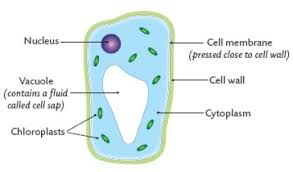 Nucleus
Vacuole
(contains a fluid
called cell sap)
Chloroplasts
Cell membrane
(pressed close to cell wall)
Cell wall
Cytoplasm